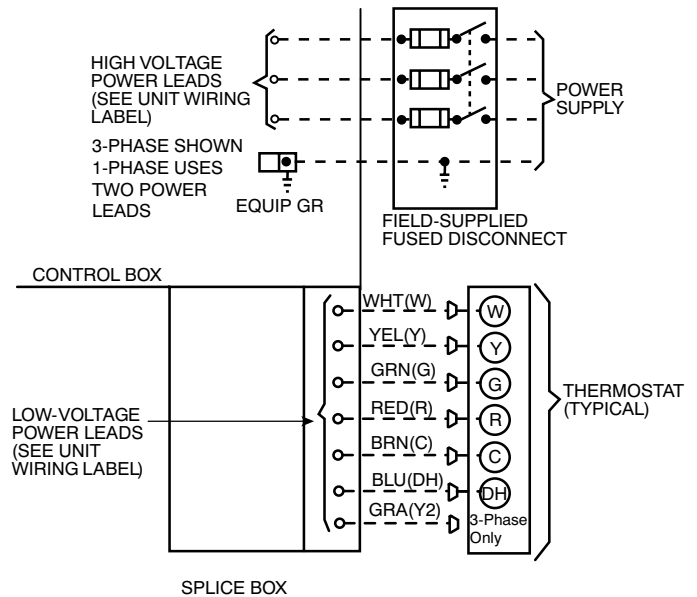 HIGH VOLTAGE
POWER LEADS
(SEE UNIT WIRING
LABEL)
POWER
SUPPLY
3-PHASE SHOWN
1-PHASE USES
TWO POWER
LEADS
EQUIP GR
FIELD-SUPPLIED
FUSED DISCONNECT
CONTROL BOX
WHT(W)
W
YEL(Y)
Y
GRN(G)
G
RED(R)
R
BRN(C)
C
BLU(DH)
DH
GRA(Y2)
3-Phase
Only
THERMOSTAT
(TYPICAL)
LOW-VOLTAGE
POWER LEADS
(SEE UNIT
WIRING LABEL)
SPLICE BOX